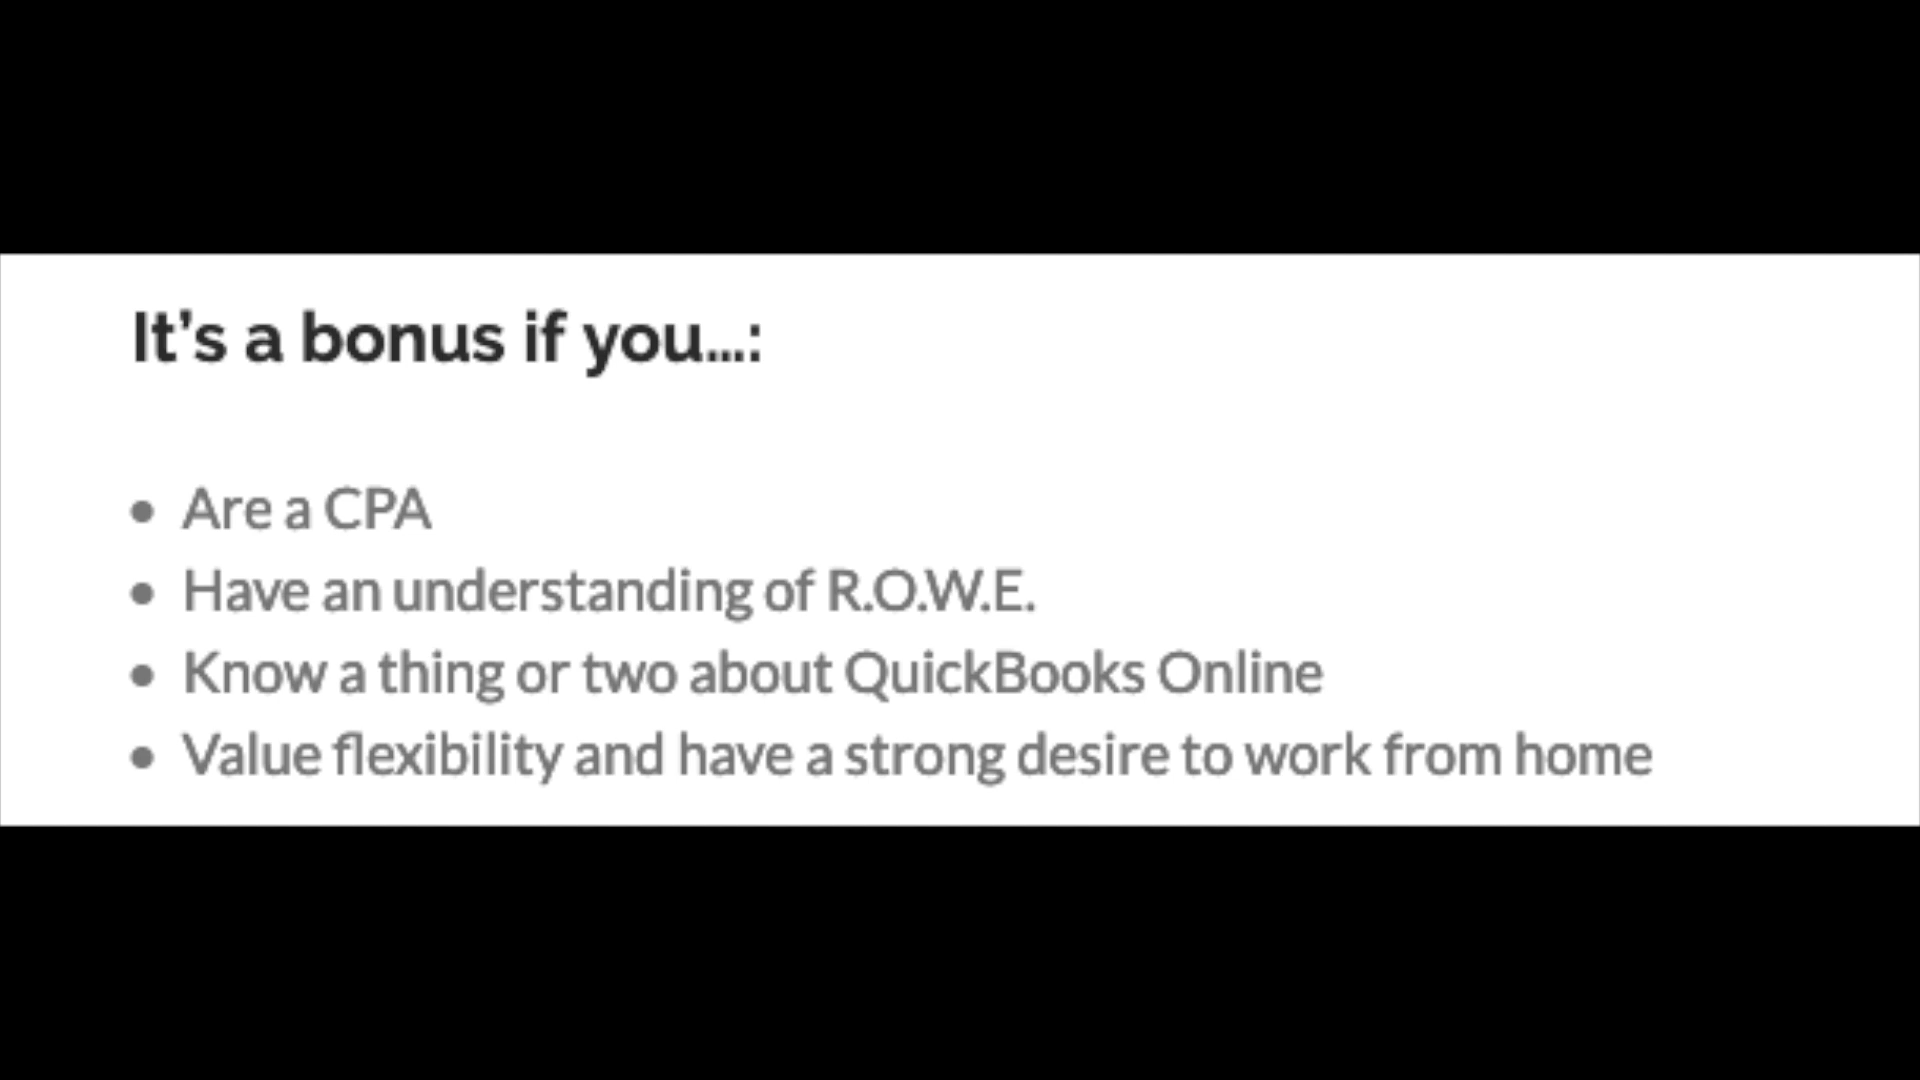 It's a bonus if you...:
• Are a CPA
• Have an understanding of R.O.W.E.
• Know a thing or two about QuickBooks Online
• Value flexibility and have a strong desire to work from home